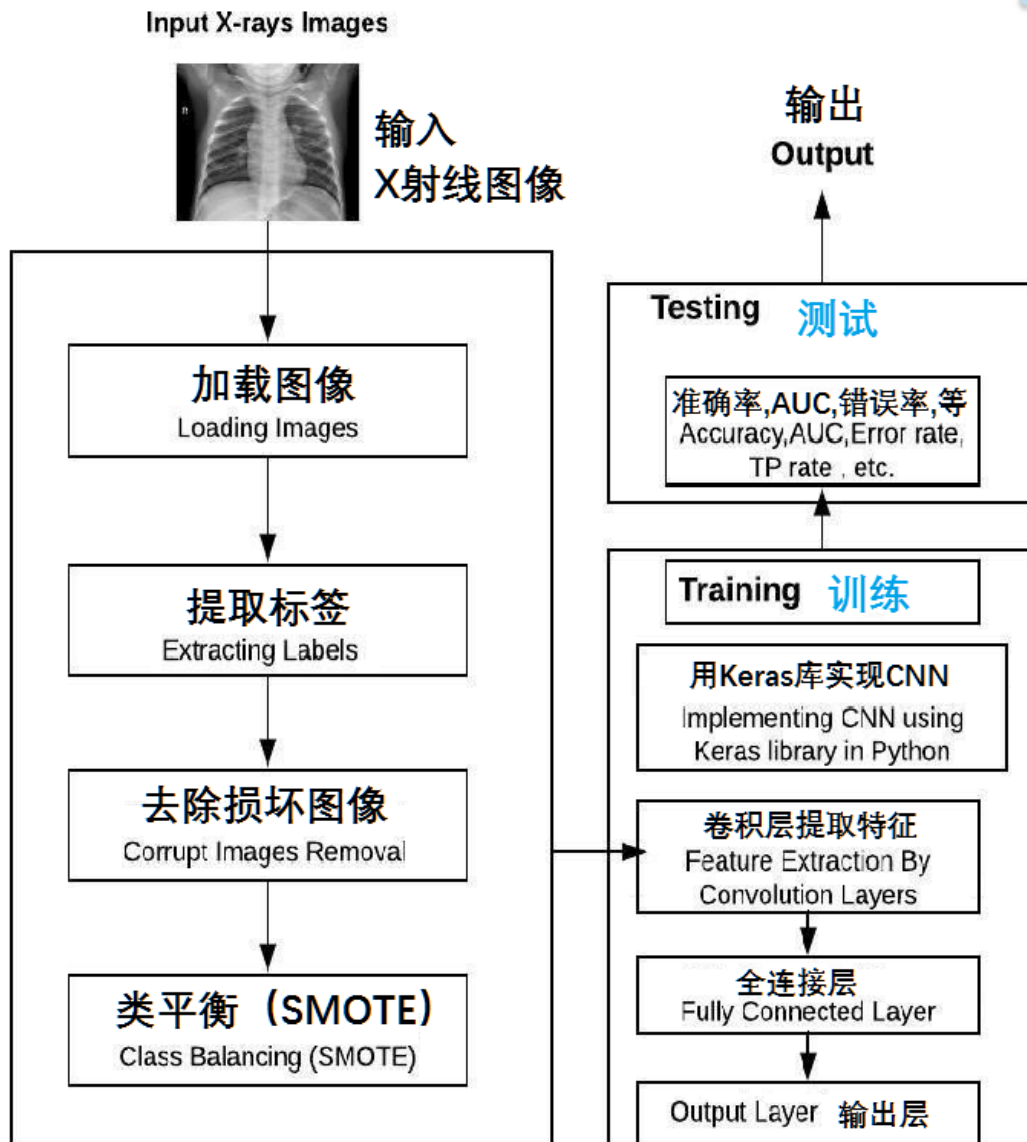 Input X-rays Images
输入
X射线图像
加载图像
Loading Images
提取标签
Extracting Labels
去除损坏图像
Corrupt Images Removal
类平衡（SMOTE）
Class Balancing (SMOTE)
输出
Output
Testing 测试
准确率,AUC,错误率,等
Accuracy,AUC,Error rate,
TP rate , etc.
Training 训练
用Keras库实现CNN
Implementing CNN using
Keras library in Python
卷积层提取特征
Feature Extraction By
Convolution Layers
全连接层
Fully Connected Layer
Output Layer 输出层